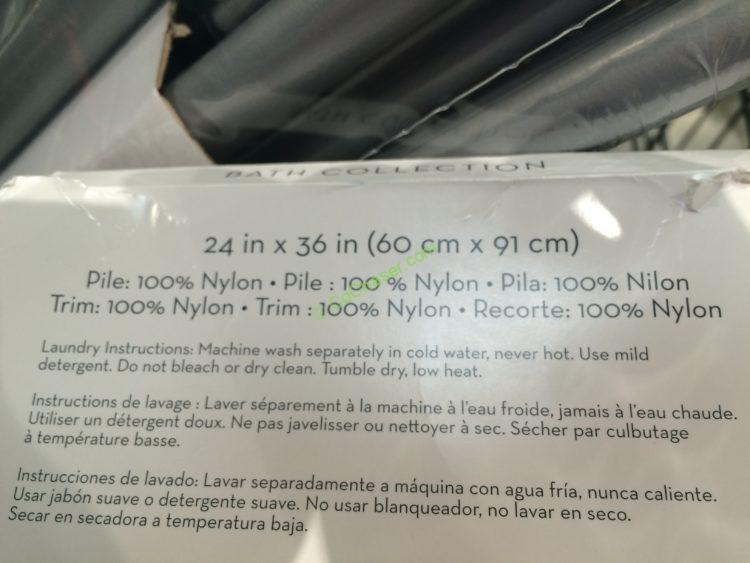 BATH COLLECTION
24 in x 36 in (60 cm x 91 cm)
Pile: 100% Nylon • Pile : 100 % Nylon • Pila: 100% Nilon
Trim: 100% Nylon • Trim : 100% Nylon • Recorte: 100% Nylon
Laundry Instructions: Machine wash separately in cold water, never hot. Use mild
detergent. Do not bleach or dry clean. Tumble dry, low heat.
Instructions de lavage : Laver séparement à la machine à l'eau froide, jamais à l'eau chaude.
Utiliser un détergent doux. Ne pas javelisser ou nettoyer à sec. Sécher par culbutage
à température basse.
Instrucciones de lavado: Lavar separadamente a máquina con agua fría, nunca caliente.
Usar jabón suave o detergente suave. No usar blanqueador, no lavar en seco.
Secar en secadora a temperatura baja.